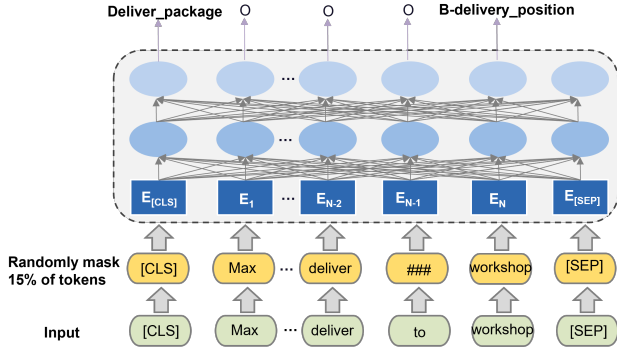 Deliver_package O O O B-delivery_position
...
...
E[CLS] E1 ... EN-2 EN-1 EN E[SEP]
Randomly mask
15% of tokens
[CLS] Max ... deliver ### workshop [SEP]
Input [CLS] Max ... deliver to workshop [SEP]